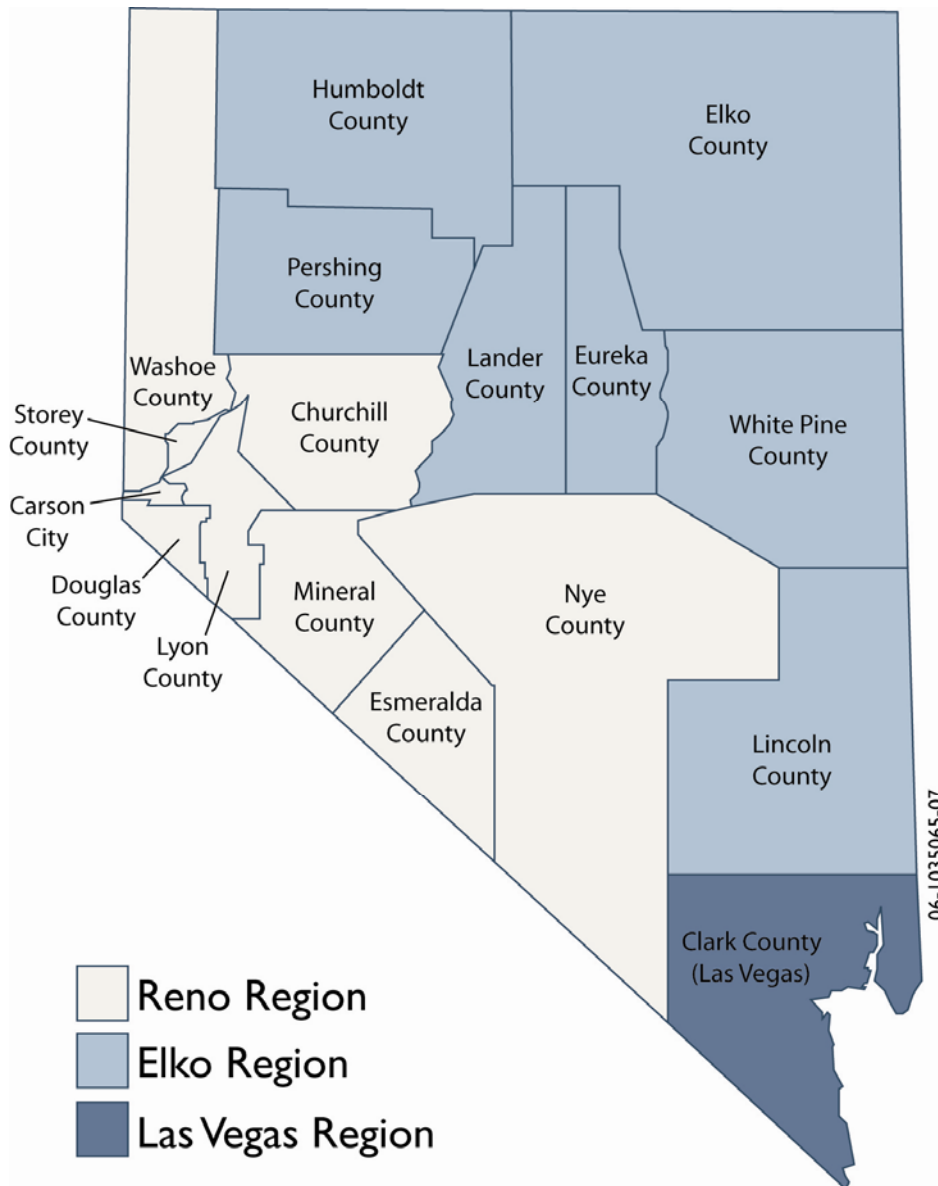 Humboldt
County
Elko
County
Pershing
County
Washoe
County
Lander
County
Eureka
County
Storey
County
Churchill
County
White Pine
County
Carson
City
Douglas
County
Lyon
County
Mineral
County
Nye
County
Esmeralda
County
Lincoln
County
06-LO35065-07
Clark County
(Las Vegas)
Reno Region
Elko Region
Las Vegas Region